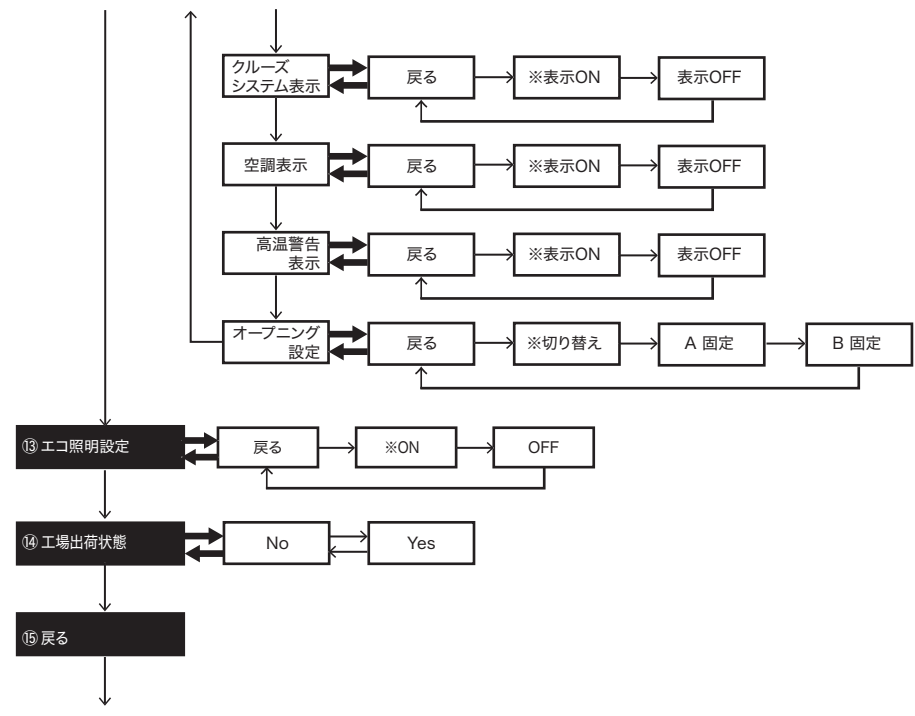 クルーズ
システム表示
戻る
※表示ON
表示OFF
空調表示
戻る
※表示ON
表示OFF
高温警告
表示
戻る
※表示ON
表示OFF
オープニング
設定
戻る
※切り替え
A 固定
B 固定
⑬ エコ照明設定
戻る
※ON
OFF
⑭ 工場出荷状態
No
Yes
⑮ 戻る